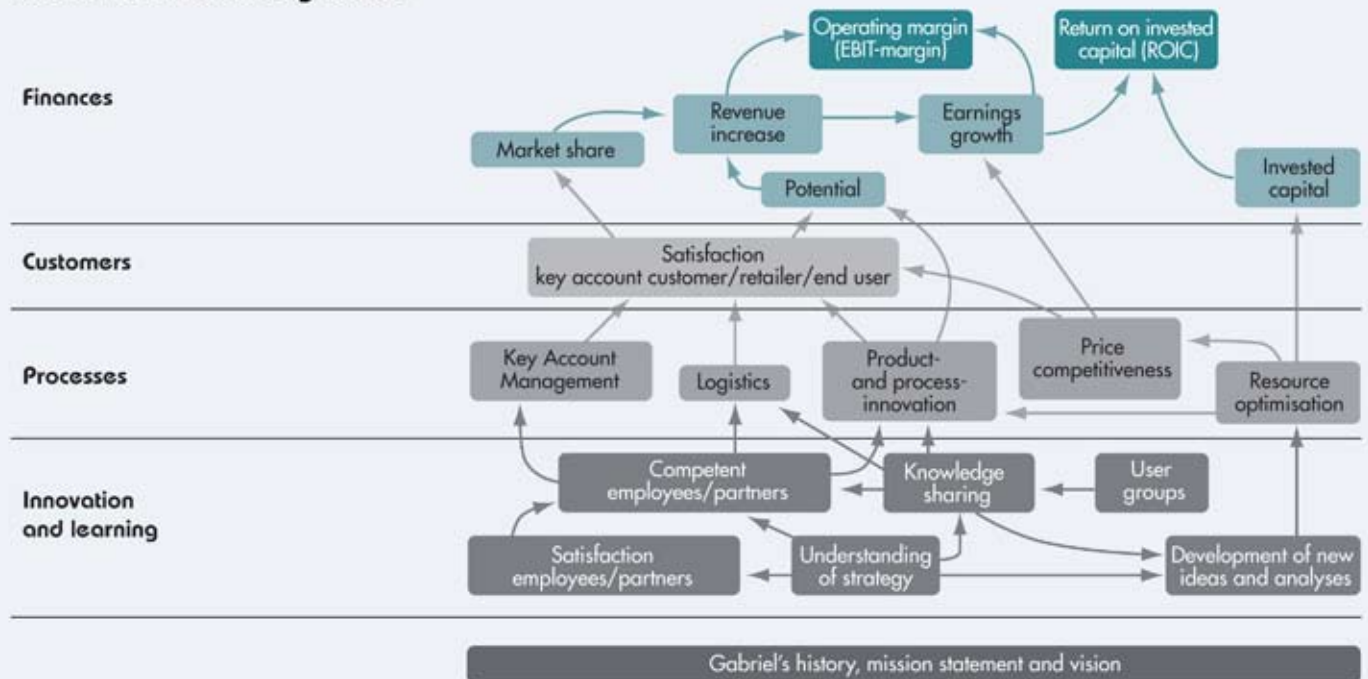 Operating margin
(EBIT-margin)
Return on invested
capital (ROIC)
Finances
Revenue
increase
Earnings
growth
Market share
Invested
capital
Potential
Customers
Satisfaction
key account customer/retailer/end user
Processes
Key Account
Management
Logistics
Product-
and process-
innovation
Price
competitiveness
Resource
optimisation
Innovation
and learning
Competent
employees/partners
Knowledge
sharing
User
groups
Satisfaction
employees/partners
Understanding
of strategy
Development of new
ideas and analyses
Gabriel's history, mission statement and vision